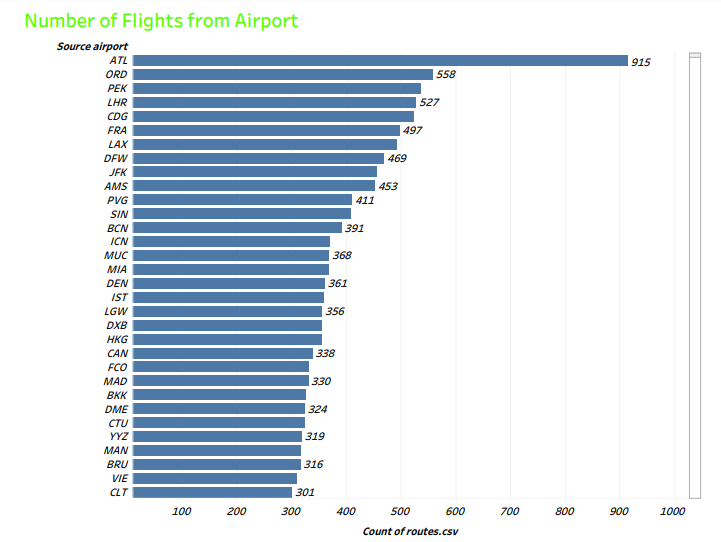 Number of Flights from Airport
Source airport
ATL 915
ORD 558
PEK
LHR 527
CDG
FRA 497
LAX
DFW 469
JFK
AMS 453
PVG 411
SIN
BCN 391
ICN
MUC 368
MIA
DEN 361
IST
LGW 356
DXB
HKG
CAN 338
FCO
MAD 330
BKK
DME 324
CTU
YYZ 319
MAN
BRU 316
VIE
CLT 301
100 200 300 400 500 600 700 800 900 1000
Count of routes.csv